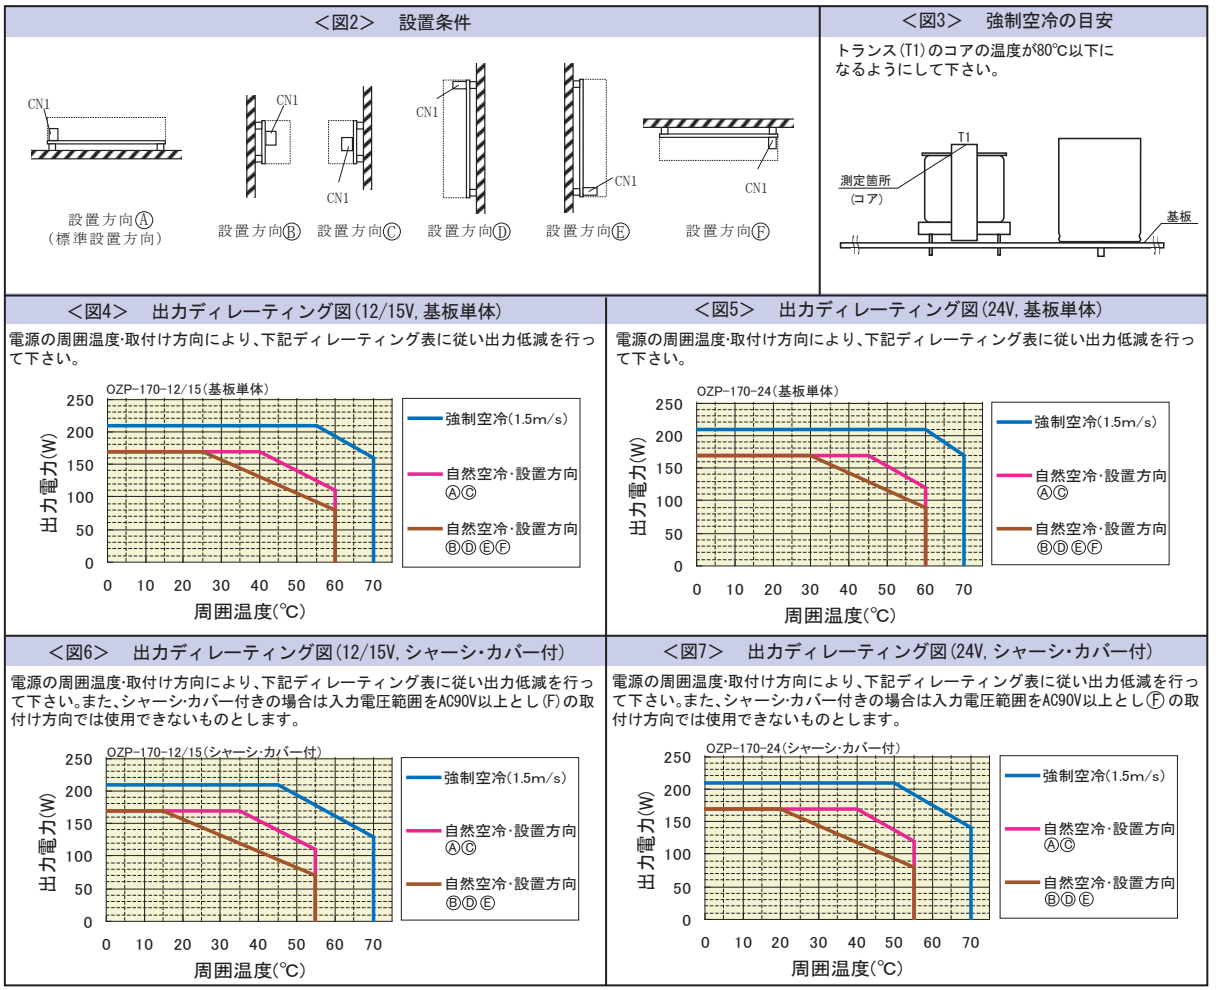 ＜図2＞ 設置条件
CN1
設置方向Ⓐ
(標準設置方向)
CN1
設置方向Ⓑ
CN1
設置方向Ⓒ
CN1
設置方向Ⓓ
CN1
設置方向Ⓔ
CN1
設置方向Ⓕ
＜図3＞ 強制空冷の目安
トランス(T1)のコアの温度が80℃以下に
なるようにして下さい。
T1
測定箇所
(コア)
基板
＜図4＞ 出力ディレーティング図(12/15V, 基板単体)
電源の周囲温度・取付け方向により、下記ディレーティング表に従い出力低減を行っ
て下さい。
OZP-170-12/15(基板単体)
出力電力(W)
250
200
150
100
50
0
0 10 20 30 40 50 60 70
周囲温度(℃)
強制空冷(1.5m/s)
自然空冷・設置方向
ⒶⒸ
自然空冷・設置方向
ⒷⒹⒺⒻ
＜図5＞ 出力ディレーティング図(24V, 基板単体)
電源の周囲温度・取付け方向により、下記ディレーティング表に従い出力低減を行っ
て下さい。
OZP-170-24(基板単体)
出力電力(W)
250
200
150
100
50
0
0 10 20 30 40 50 60 70
周囲温度(℃)
強制空冷(1.5m/s)
自然空冷・設置方向
ⒶⒸ
自然空冷・設置方向
ⒷⒹⒺⒻ
＜図6＞ 出力ディレーティング図(12/15V, シャーシ・カバー付)
電源の周囲温度・取付け方向により、下記ディレーティング表に従い出力低減を行っ
て下さい。また、シャーシ・カバー付きの場合は入力電圧範囲をAC90V以上とし(F)の取
付け方向では使用できないものとします。
OZP-170-12/15(シャーシ・カバー付)
出力電力(W)
250
200
150
100
50
0
0 10 20 30 40 50 60 70
周囲温度(℃)
強制空冷(1.5m/s)
自然空冷・設置方向
ⒶⒸ
自然空冷・設置方向
ⒷⒹⒺ
＜図7＞ 出力ディレーティング図(24V, シャーシ・カバー付)
電源の周囲温度・取付け方向により、下記ディレーティング表に従い出力低減を行っ
て下さい。また、シャーシ・カバー付きの場合は入力電圧範囲をAC90V以上としⒻの取
付け方向では使用できないものとします。
OZP-170-24(シャーシ・カバー付)
出力電力(W)
250
200
150
100
50
0
0 10 20 30 40 50 60 70
周囲温度(℃)
強制空冷(1.5m/s)
自然空冷・設置方向
ⒶⒸ
自然空冷・設置方向
ⒷⒹⒺ